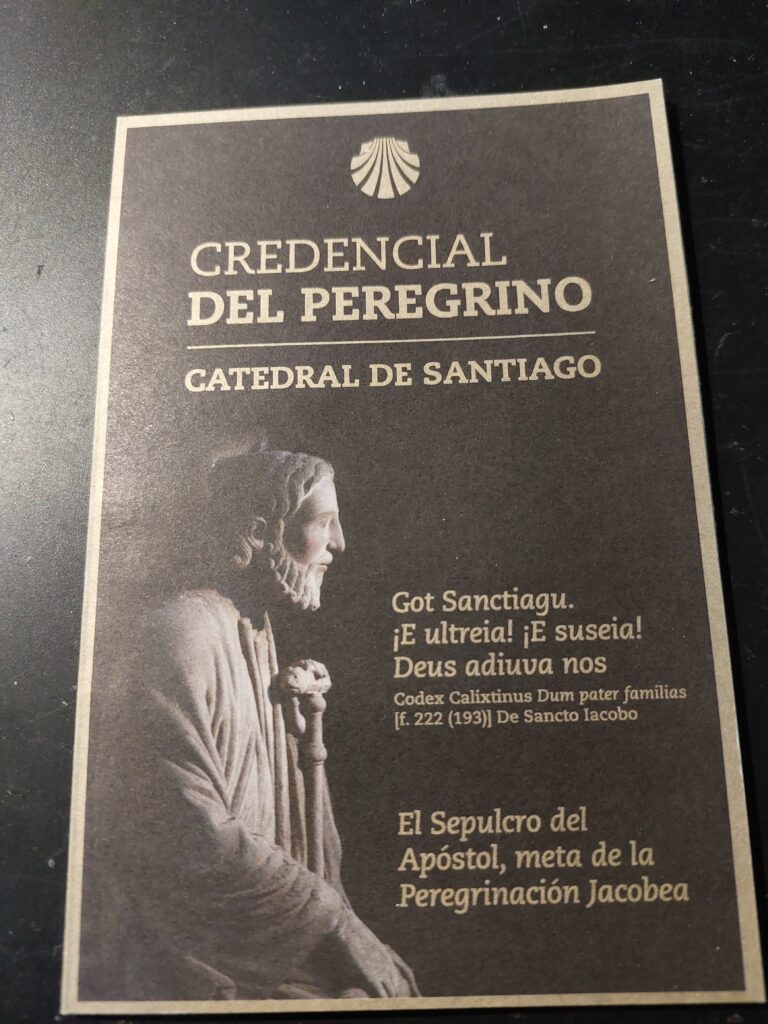 CREDENCIAL
DEL PEREGRINO
CATEDRAL DE SANTIAGO
Got Sanctiagu.
¡E ultreia! ¡E suseia!
Deus adiuva nos
Codex Calixtinus Dum pater familias
[f. 222 (193)] De Sancto Iacobo
El Sepulcro del
Apóstol, meta de la
Peregrinación Jacobea